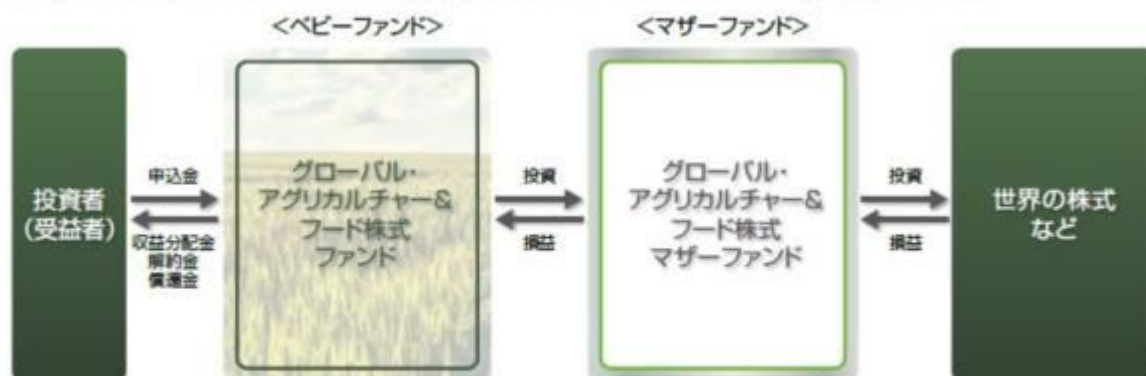 <ベビーファンド>
<マザーファンド>
投資者
(受益者)
申込金
収益分配金
解約金
償還金
グローバル・
アグリカルチャー&
フード株式
ファンド
投資
損益
グローバル・
アグリカルチャー&
フード株式
マザーファンド
投資
損益
世界の株式
など